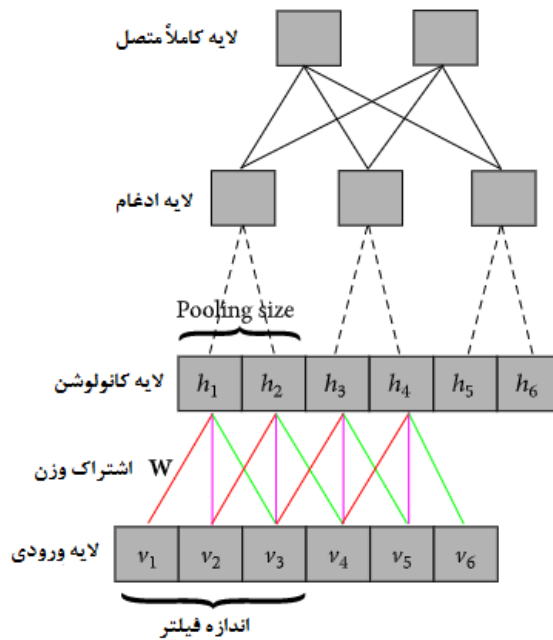 لایه کاملاً متصل
لایه ادغام
Pooling size
لایه کانولوشن
h1 h2 h3 h4 h5 h6
اشتراک وزن W
لایه ورودی
v1 v2 v3 v4 v5 v6
اندازه فیلتر